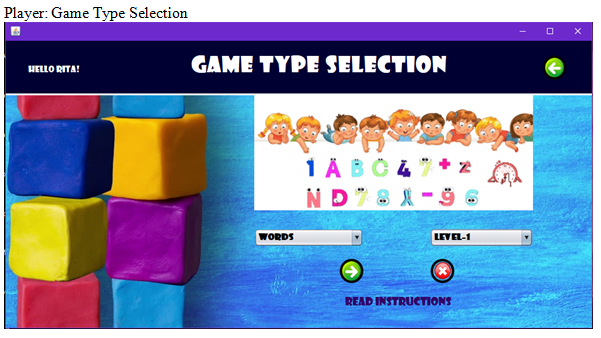 Player: Game Type Selection
HELLO RITA!
GAME TYPE SELECTION
1 A B C 4 7 + z
N D 7 8 X - 9 6
WORDS
LEVEL-1
READ INSTRUCTIONS